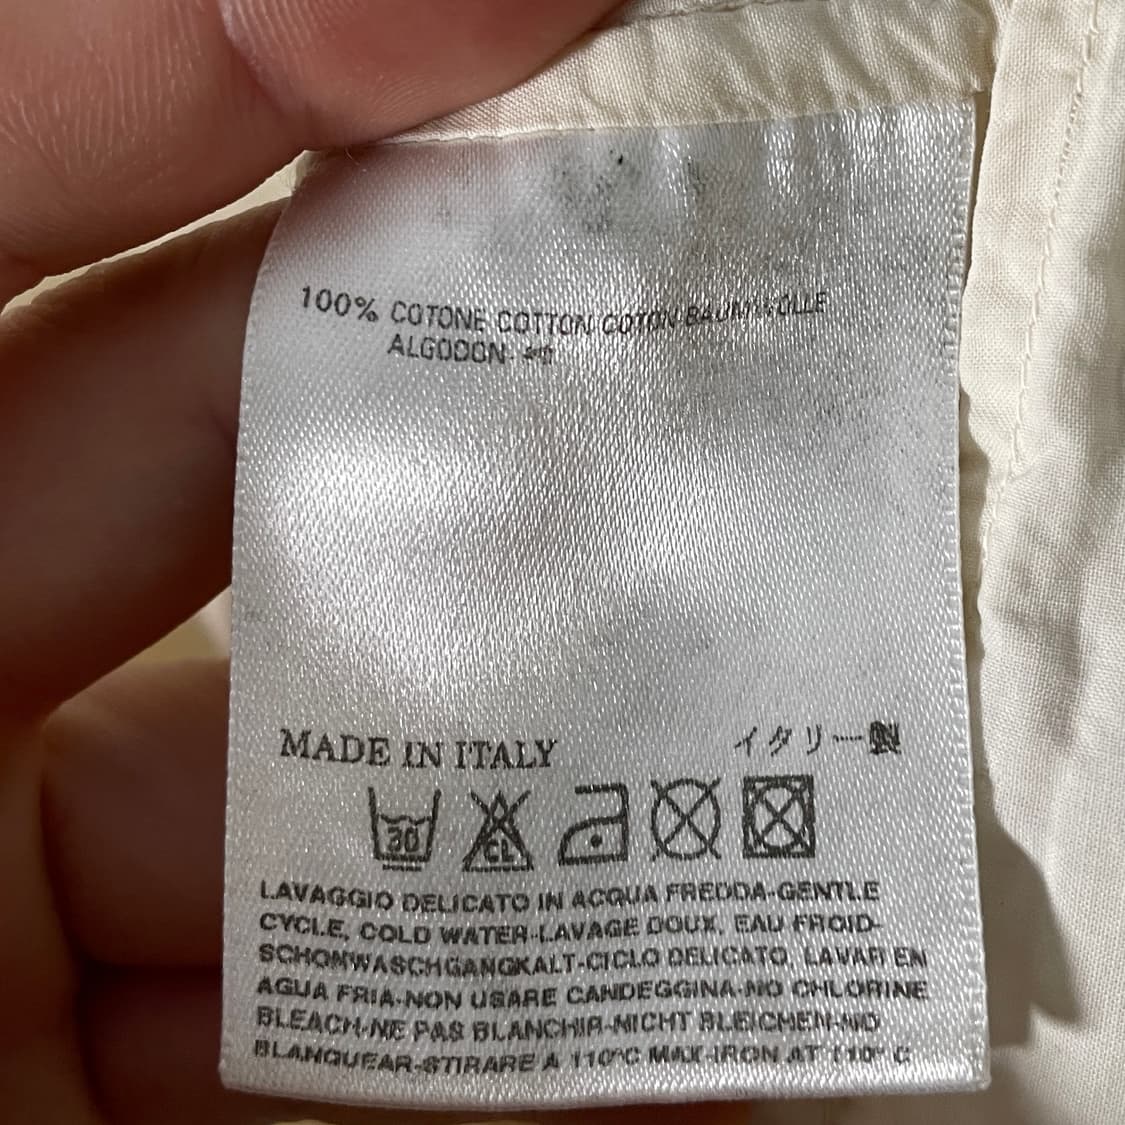 100% COTONE COTTON COTON BAUMWOLLE
ALGODON 綿
MADE IN ITALY イタリー製
30 CL
LAVAGGIO DELICATO IN ACQUA FREDDA-GENTLE
CYCLE, COLD WATER-LAVAGE DOUX, EAU FROID-
SCHONWASCHGANGKALT-CICLO DELICATO, LAVAR EN
AGUA FRIA-NON USARE CANDEGGINA-NO CHLORINE
BLEACH-NE PAS BLANCHIR-NICHT BLEICHEN-NO
BLANQUEAR-STIRARE A 110°C MAX-IRON AT 110° C